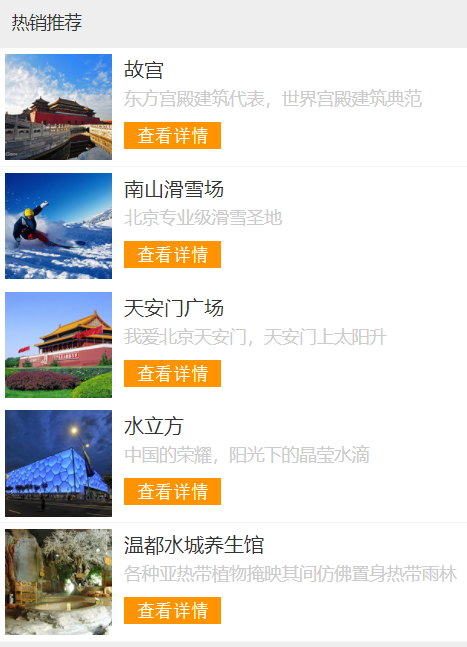 热销推荐
故宫
东方宫殿建筑代表，世界宫殿建筑典范
查看详情
南山滑雪场
北京专业级滑雪圣地
查看详情
天安门广场
我爱北京天安门，天安门上太阳升
查看详情
水立方
中国的荣耀，阳光下的晶莹水滴
查看详情
温都水城养生馆
各种亚热带植物掩映其间仿佛置身热带雨林
查看详情